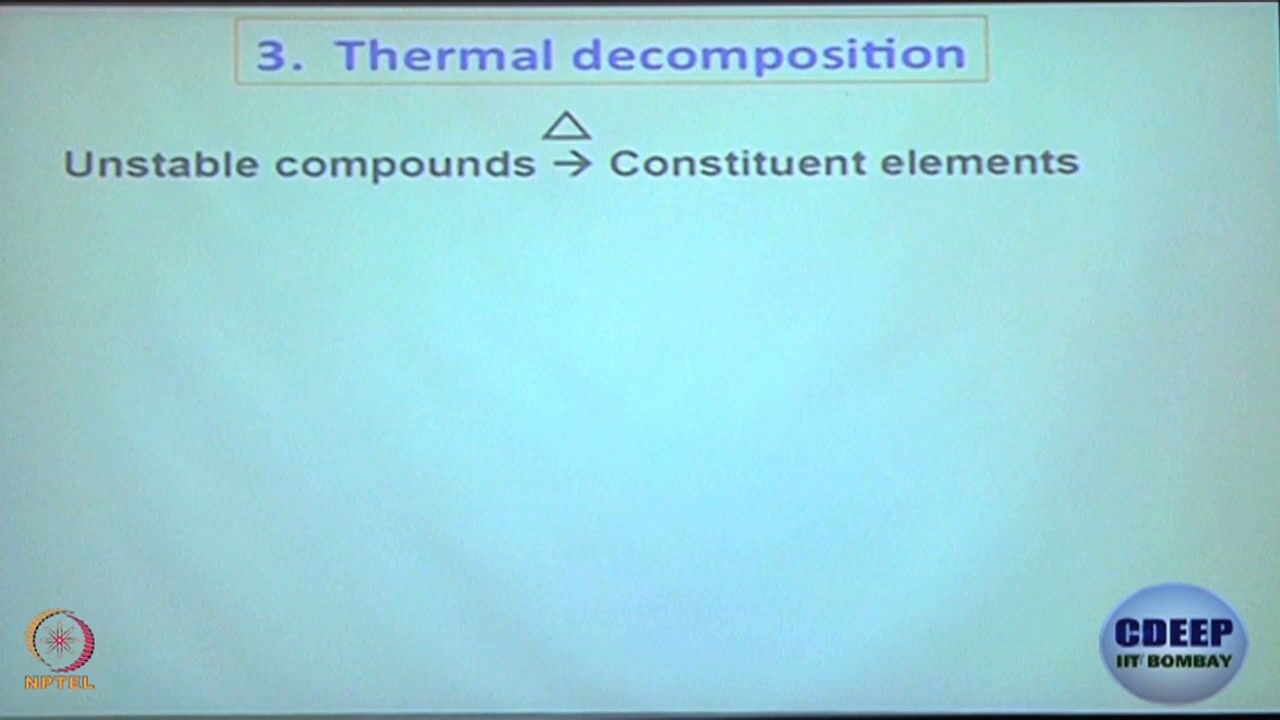 3. Thermal decomposition
△
Unstable compounds → Constituent elements
NPTEL
CDEEP
IIT BOMBAY